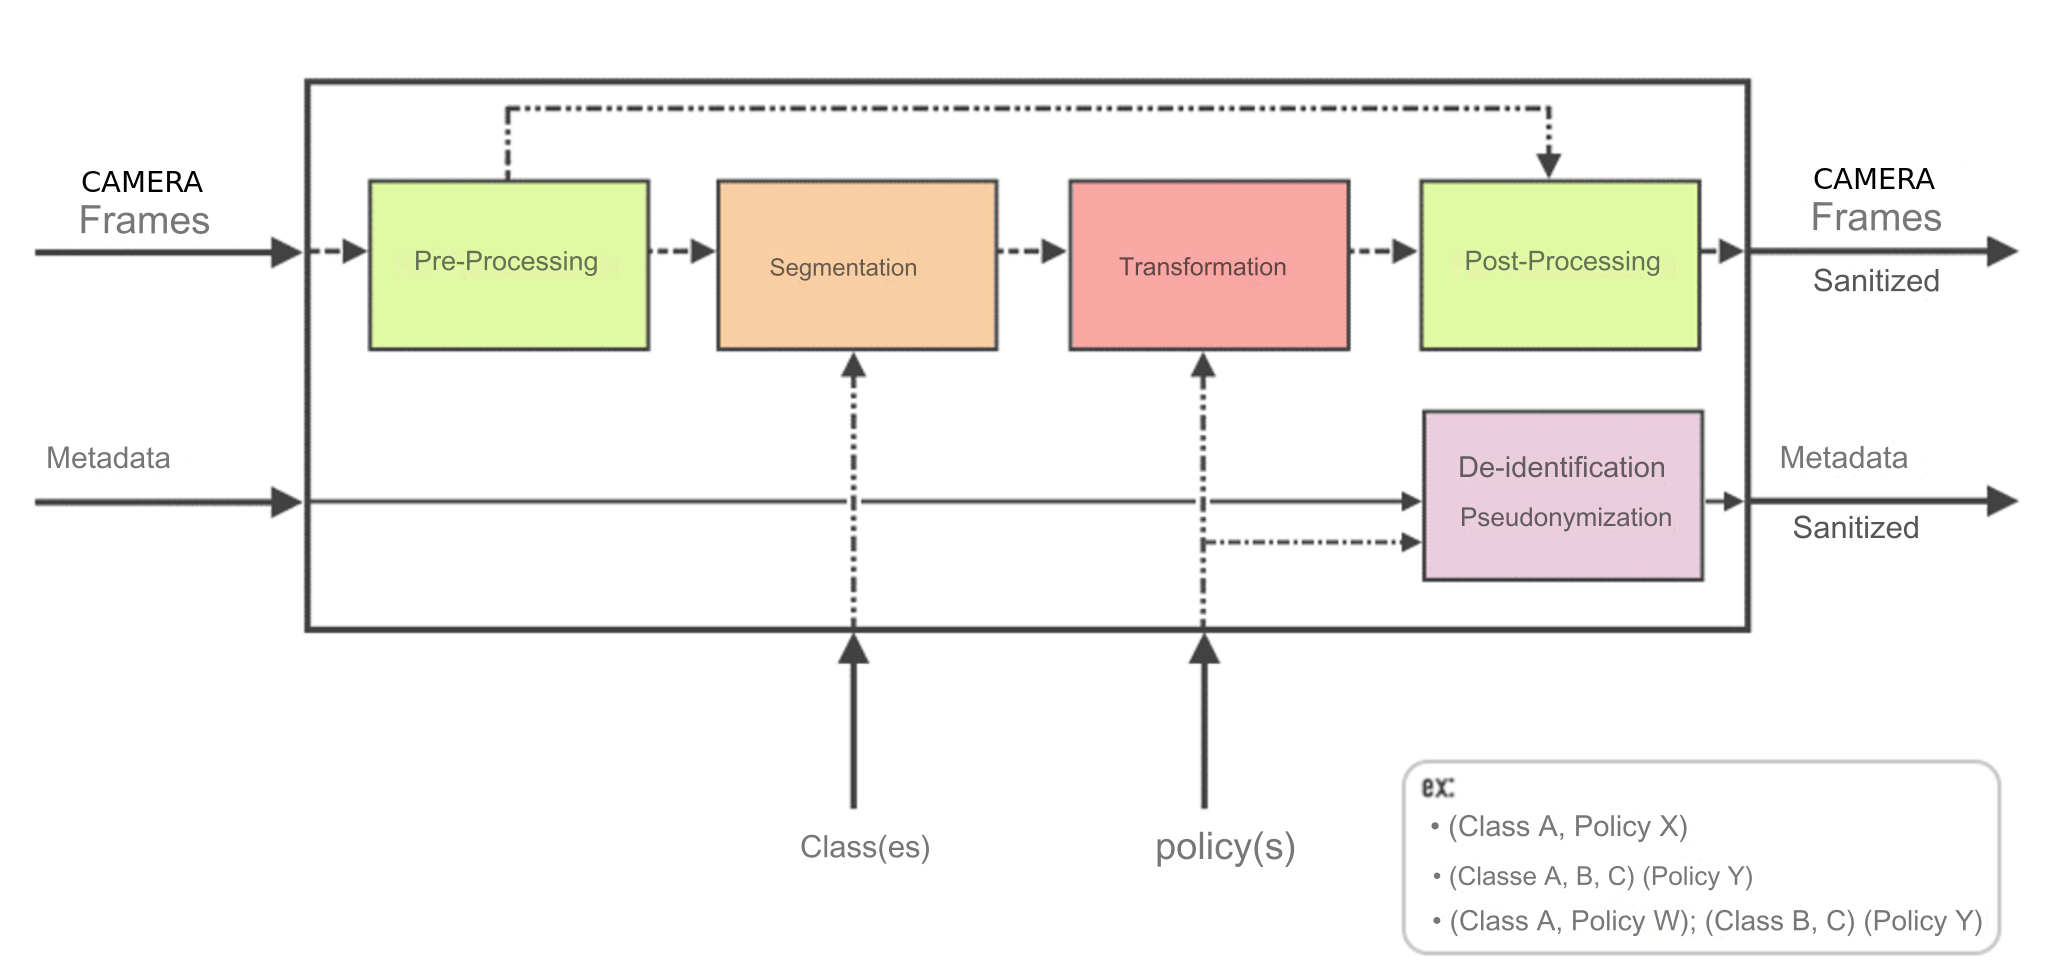 CAMERA
Frames
Pre-Processing
Segmentation
Transformation
Post-Processing
CAMERA
Frames
Sanitized
Metadata
De-identification
Pseudonymization
Metadata
Sanitized
Class(es)
policy(s)
ex:
• (Class A, Policy X)
• (Classe A, B, C) (Policy Y)
• (Class A, Policy W); (Class B, C) (Policy Y)